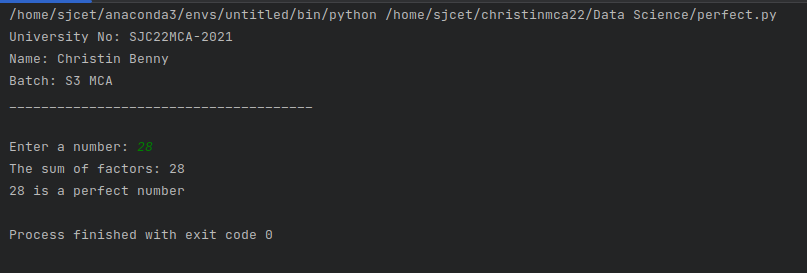 /home/sjcet/anaconda3/envs/untitled/bin/python /home/sjcet/christinmca22/Data Science/perfect.py
University No: SJC22MCA-2021
Name: Christin Benny
Batch: S3 MCA
______________________________________
Enter a number: 28
The sum of factors: 28
28 is a perfect number
Process finished with exit code 0